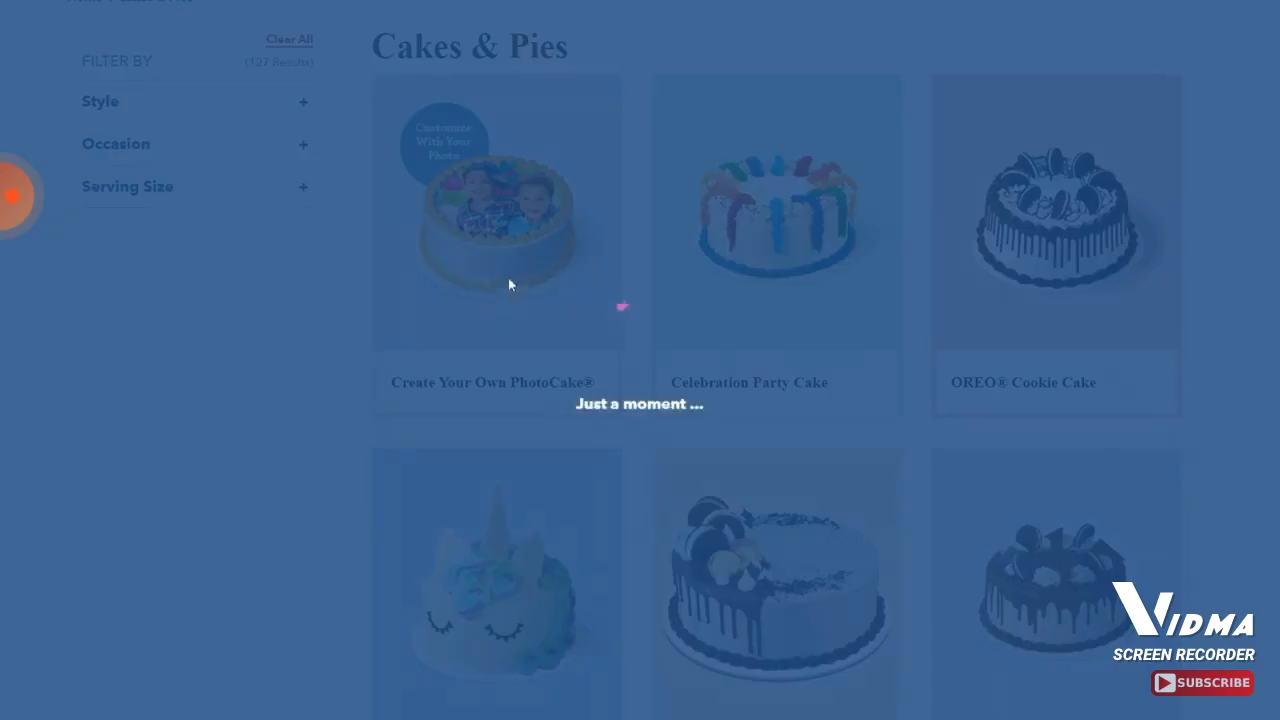 Clear All
FILTER BY
(127 Results)
Style +
Occasion +
Serving Size +
Cakes & Pies
Customize
With Your
Photo
Create Your Own PhotoCake®
Celebration Party Cake
OREO® Cookie Cake
Just a moment ...
VIDMA
SCREEN RECORDER
SUBSCRIBE